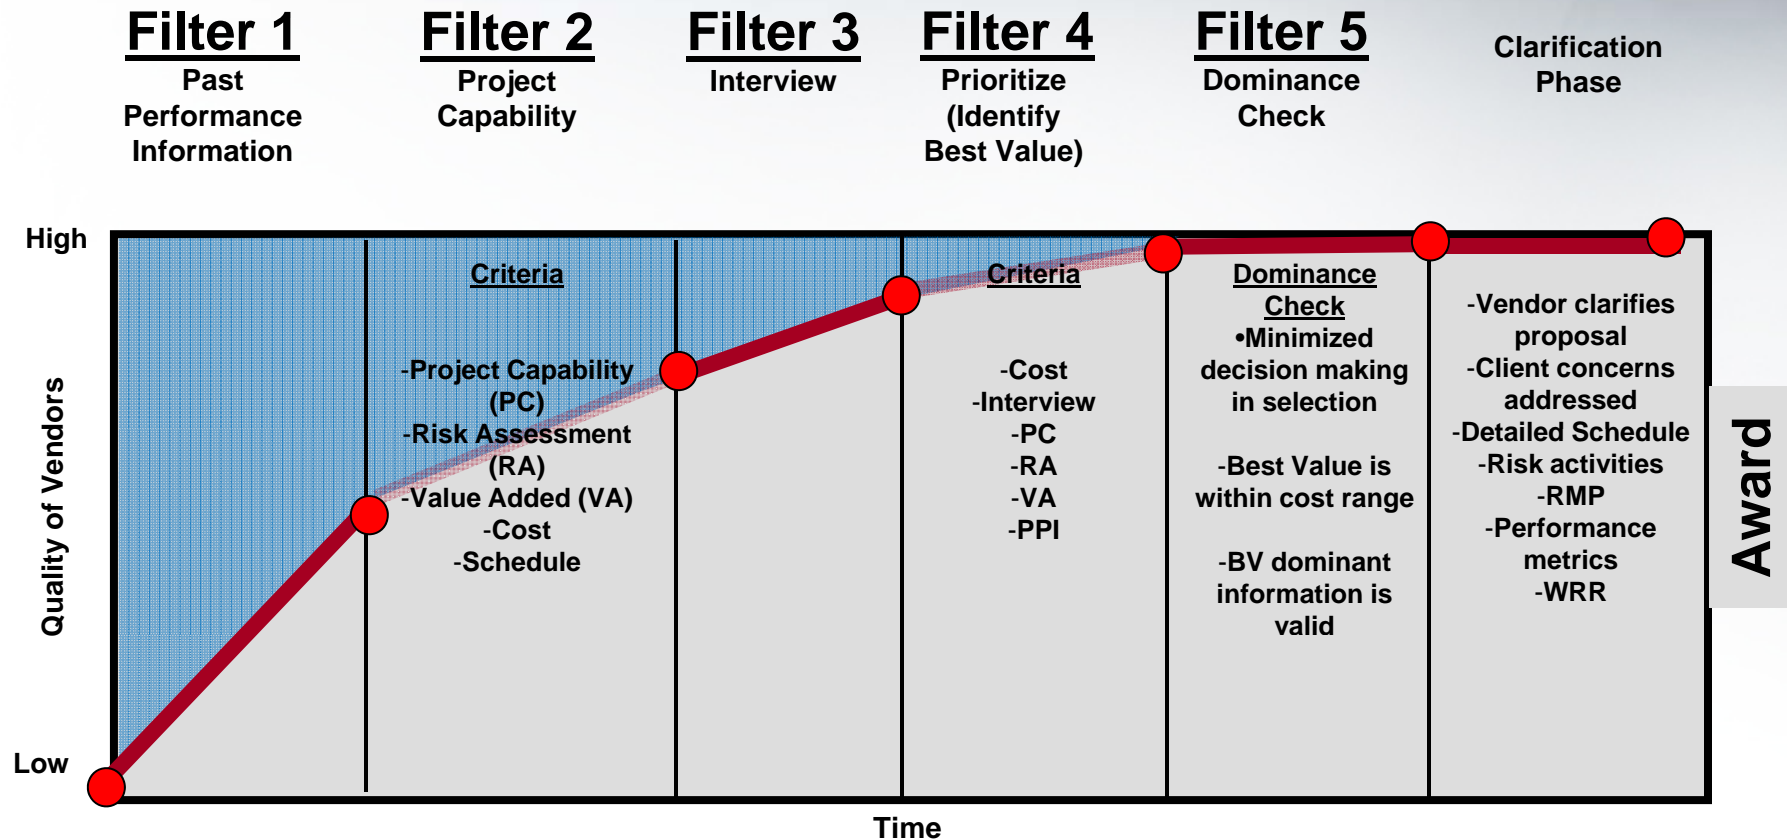 Filter 1
Past
Performance
Information
Filter 2
Project
Capability
Filter 3
Interview
Filter 4
Prioritize
(Identify
Best Value)
Filter 5
Dominance
Check
Clarification
Phase
High
Low
Quality of Vendors
Criteria
-Project Capability
(PC)
-Risk Assessment
(RA)
-Value Added (VA)
-Cost
-Schedule
Criteria
-Cost
-Interview
-PC
-RA
-VA
-PPI
Dominance
Check
•Minimized
decision making
in selection
-Best Value is
within cost range
-BV dominant
information is
valid
-Vendor clarifies
proposal
-Client concerns
addressed
-Detailed Schedule
-Risk activities
-RMP
-Performance
metrics
-WRR
Award
Time